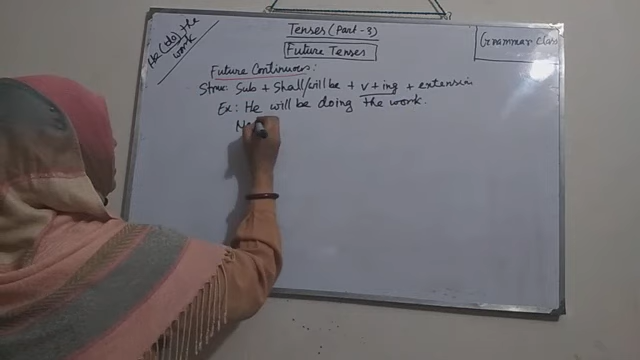 He (do) the
work
Tenses (Part-3)
Future Tenses
Grammar Class
Future Continuous:
Struc: Sub + Shall/will be + v + ing + extension
Ex: He will be doing the work.